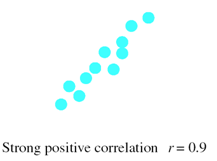 Strong positive correlation r = 0.9